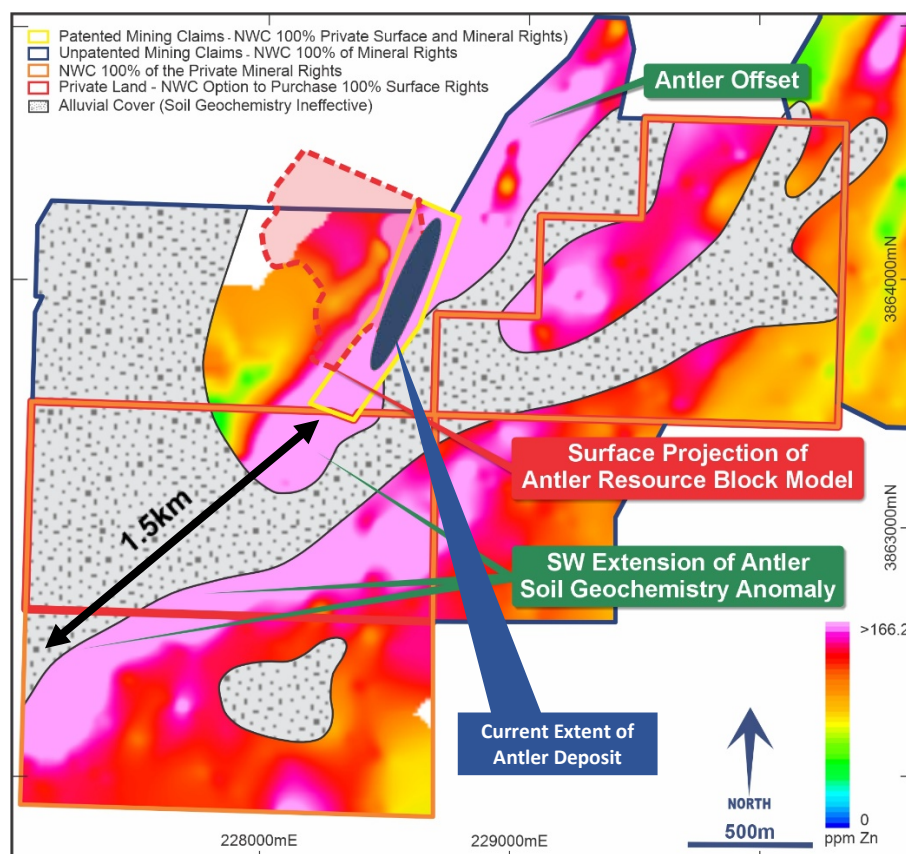 Patented Mining Claims - NWC 100% Private Surface and Mineral Rights)
Unpatented Mining Claims - NWC 100% of Mineral Rights
NWC 100% of the Private Mineral Rights
Private Land - NWC Option to Purchase 100% Surface Rights
Alluvial Cover (Soil Geochemistry Ineffective)
Antler Offset
3864000mN
Surface Projection of
Antler Resource Block Model
1.5km
3863000mN
SW Extension of Antler
Soil Geochemistry Anomaly
>166.2
Current Extent of
Antler Deposit
NORTH
0
ppm Zn
500m
228000mE
229000mE